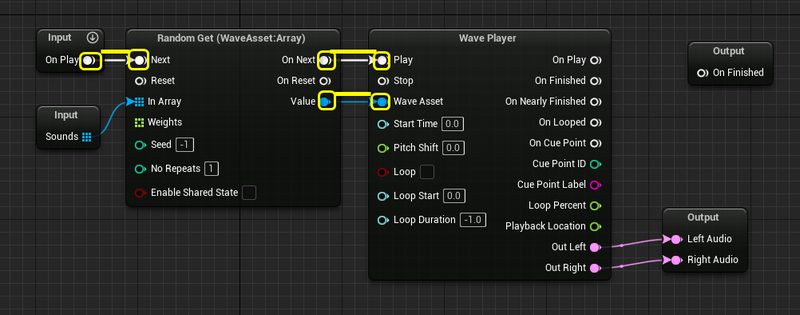 Input
On Play
Input
Sounds
Random Get (WaveAsset:Array)
Next
On Next
Reset
On Reset
In Array
Value
Weights
Seed -1
No Repeats 1
Enable Shared State
Wave Player
Play
On Play
Stop
On Finished
Wave Asset
On Nearly Finished
Start Time 0.0
On Looped
Pitch Shift 0.0
On Cue Point
Loop
Cue Point ID
Loop Start 0.0
Cue Point Label
Loop Duration -1.0
Loop Percent
Playback Location
Out Left
Out Right
Output
On Finished
Output
Left Audio
Right Audio